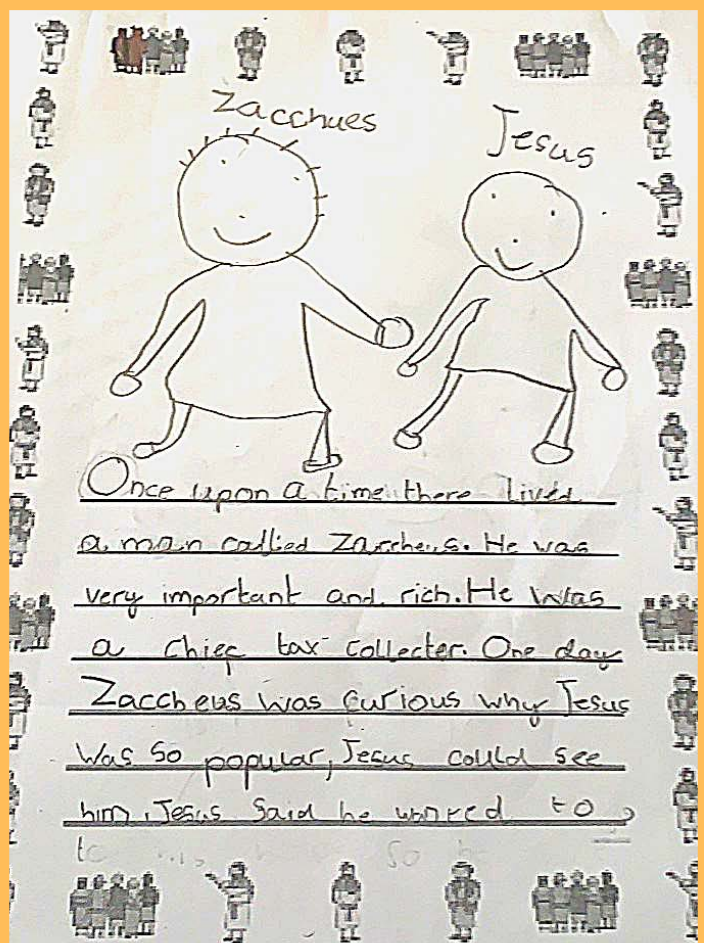 Zacchues
Jesus
Once upon a time there lived
a man called Zaccheus. He was
very important and rich. He was
a chief tax collecter. One day
Zaccheus was curious why Jesus
was so popular, Jesus could see
him. Jesus said he wanted to
to so